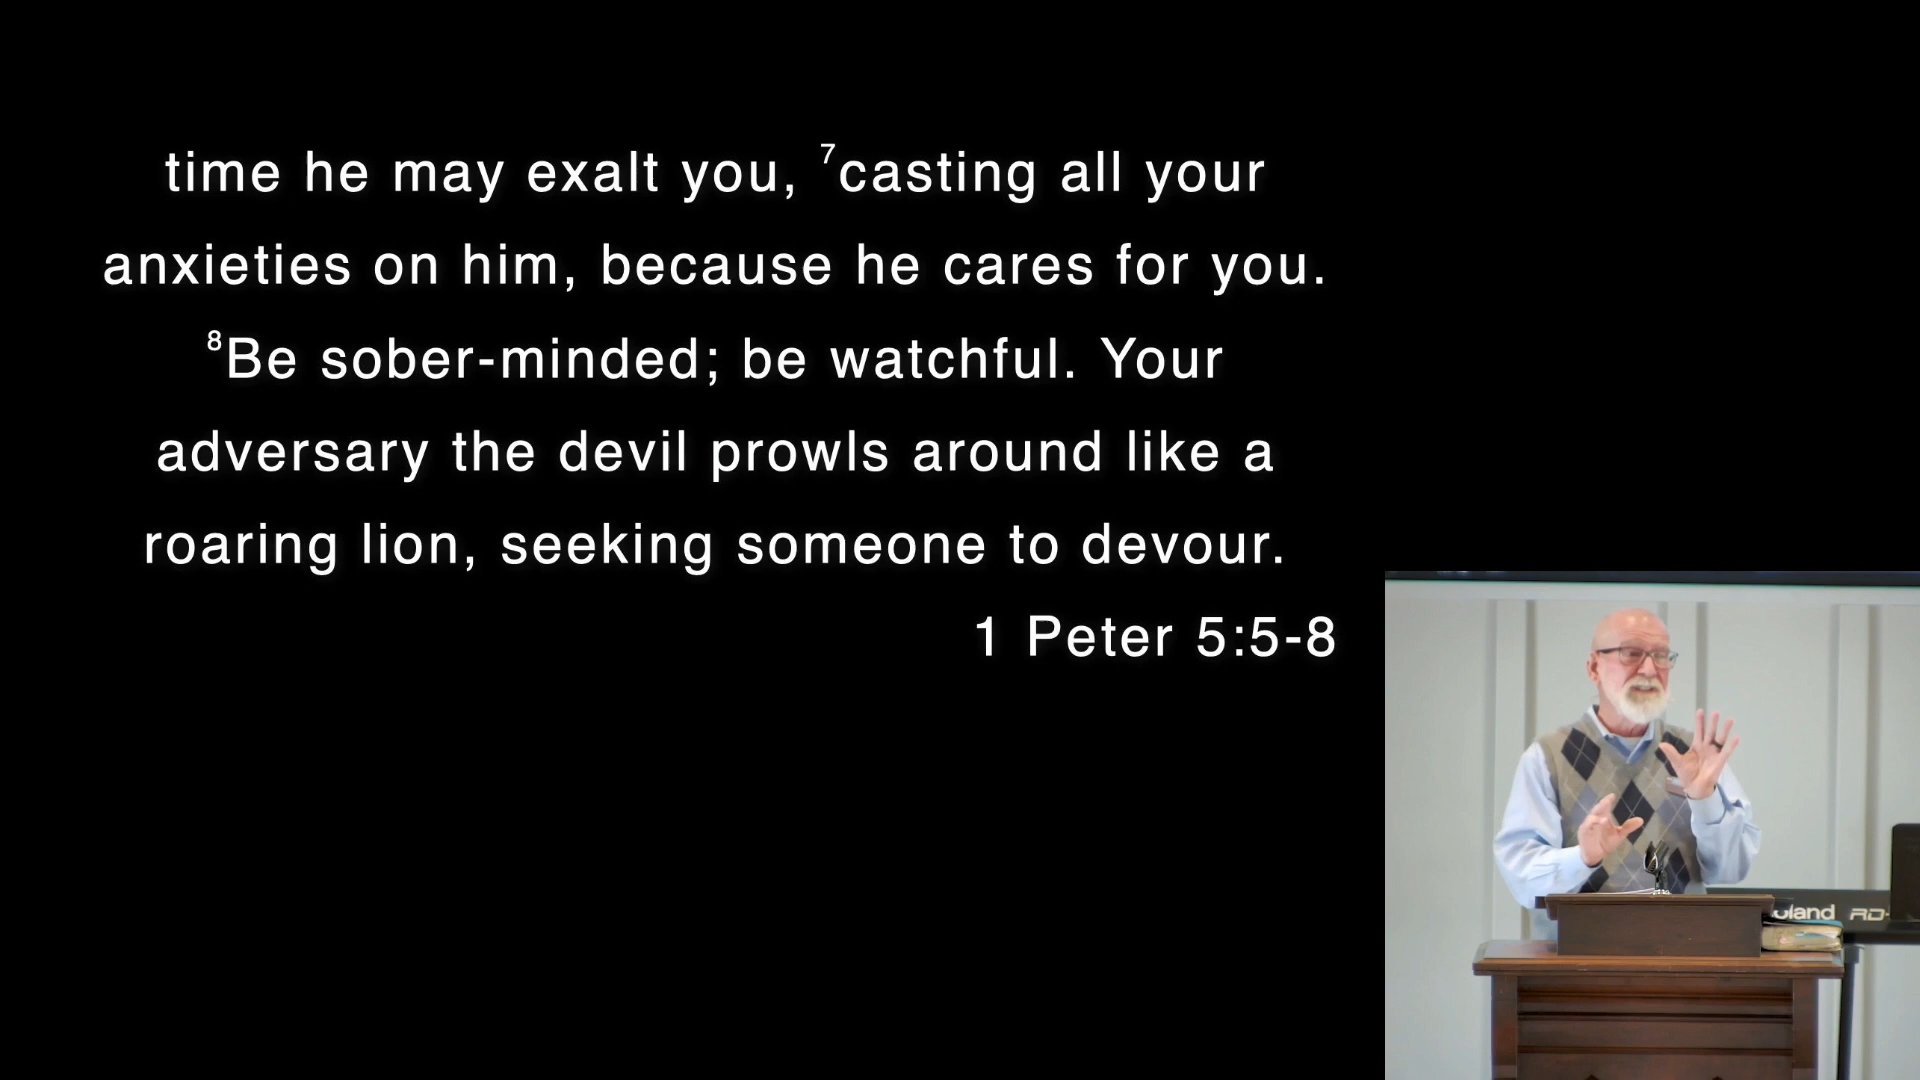 time he may exalt you, ⁷casting all your
anxieties on him, because he cares for you.
⁸Be sober-minded; be watchful. Your
adversary the devil prowls around like a
roaring lion, seeking someone to devour.
1 Peter 5:5-8
oland RD-